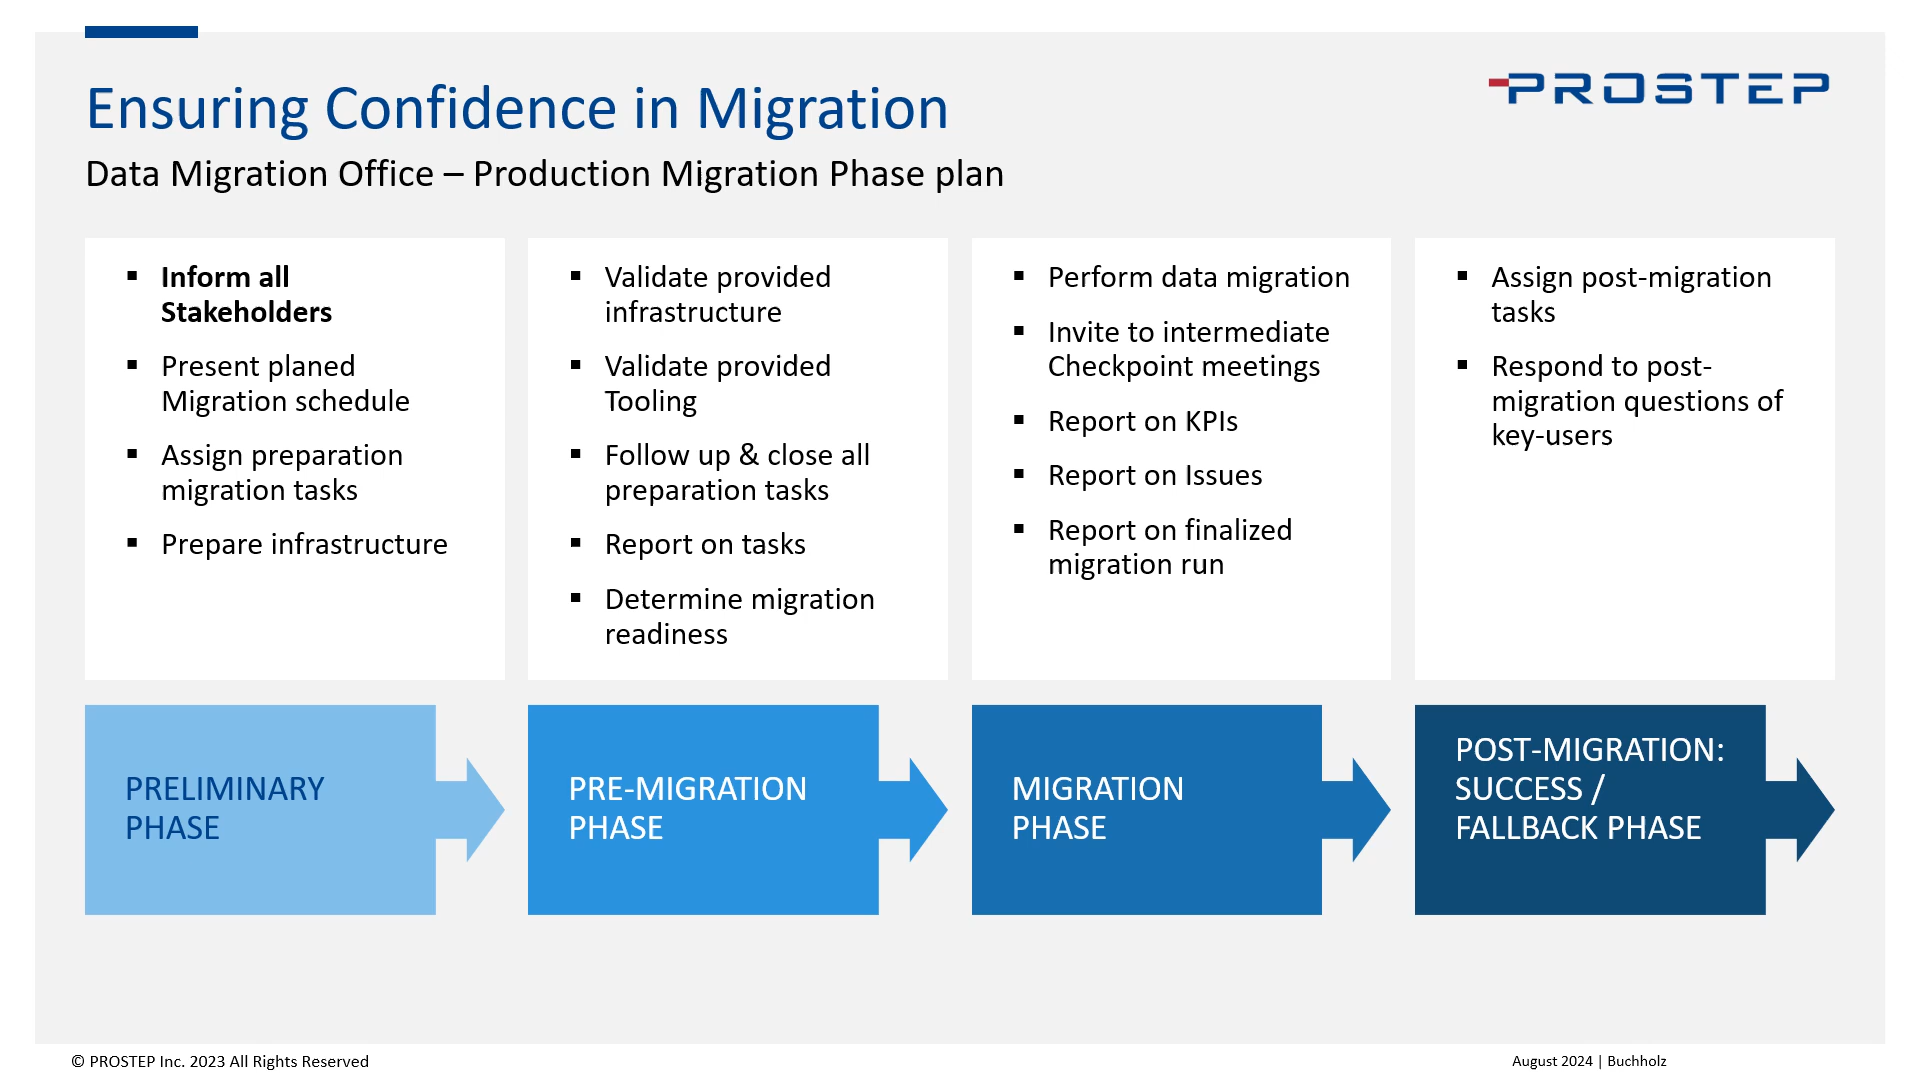 Ensuring Confidence in Migration
PROSTEP
Data Migration Office – Production Migration Phase plan
▪ Inform all
Stakeholders
▪ Present planed
Migration schedule
▪ Assign preparation
migration tasks
▪ Prepare infrastructure
▪ Validate provided
infrastructure
▪ Validate provided
Tooling
▪ Follow up & close all
preparation tasks
▪ Report on tasks
▪ Determine migration
readiness
▪ Perform data migration
▪ Invite to intermediate
Checkpoint meetings
▪ Report on KPIs
▪ Report on Issues
▪ Report on finalized
migration run
▪ Assign post-migration
tasks
▪ Respond to post-
migration questions of
key-users
PRELIMINARY
PHASE
PRE-MIGRATION
PHASE
MIGRATION
PHASE
POST-MIGRATION:
SUCCESS /
FALLBACK PHASE
© PROSTEP Inc. 2023 All Rights Reserved
August 2024 | Buchholz